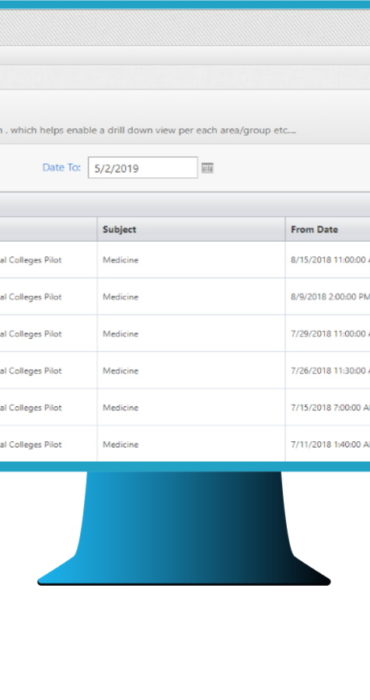 , which helps enable a drill down view per each area/group etc....
Date To: 5/2/2019
Subject From Date
al Colleges Pilot Medicine 8/15/2018 11:00:00
al Colleges Pilot Medicine 8/9/2018 2:00:00 PM
al Colleges Pilot Medicine 7/29/2018 11:00:00
al Colleges Pilot Medicine 7/26/2018 11:30:00
al Colleges Pilot Medicine 7/15/2018 7:00:00 A
al Colleges Pilot Medicine 7/11/2018 1:40:00 A